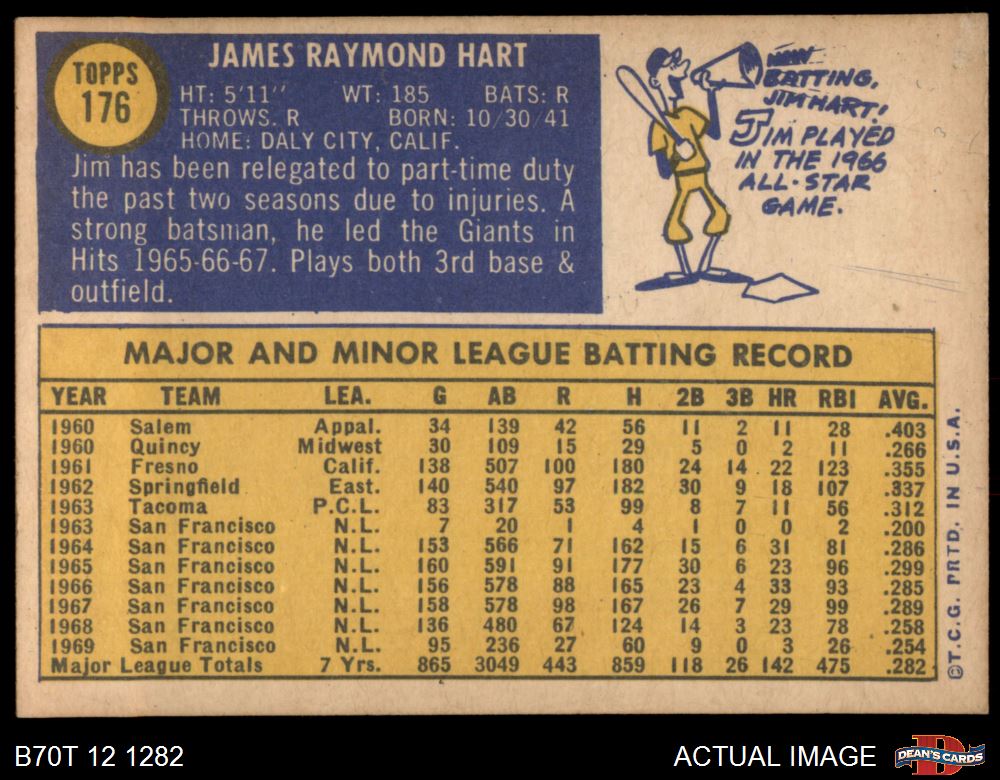 TOPPS
176
JAMES RAYMOND HART
HT: 5'11'' WT: 185 BATS: R
THROWS. R BORN: 10/30/41
HOME: DALY CITY, CALIF.
Jim has been relegated to part-time duty
the past two seasons due to injuries. A
strong batsman, he led the Giants in
Hits 1965-66-67. Plays both 3rd base &
outfield.
NOW
BATTING,
JIM HART!
JIM PLAYED
IN THE 1966
ALL-STAR
GAME.
MAJOR AND MINOR LEAGUE BATTING RECORD
YEAR TEAM LEA. G AB R H 2B 3B HR RBI AVG.
1960 Salem Appal. 34 139 42 56 11 2 11 28 .403
1960 Quincy Midwest 30 109 15 29 5 0 2 11 .266
1961 Fresno Calif. 138 507 100 180 24 14 22 123 .355
1962 Springfield East. 140 540 97 182 30 9 18 107 .337
1963 Tacoma P.C.L. 83 317 53 99 8 7 11 56 .312
1963 San Francisco N.L. 7 20 1 4 1 0 0 2 .200
1964 San Francisco N.L. 153 566 71 162 15 6 31 81 .286
1965 San Francisco N.L. 160 591 91 177 30 6 23 96 .299
1966 San Francisco N.L. 156 578 88 165 23 4 33 93 .285
1967 San Francisco N.L. 158 578 98 167 26 7 29 99 .289
1968 San Francisco N.L. 136 480 67 124 14 3 23 78 .258
1969 San Francisco N.L. 95 236 27 60 9 0 3 26 .254
Major League Totals 7 Yrs. 865 3049 443 859 118 26 142 475 .282
©T.C.G. PRTD. IN U.S.A.
B70T 12 1282
ACTUAL IMAGE
DEAN'S CARDS